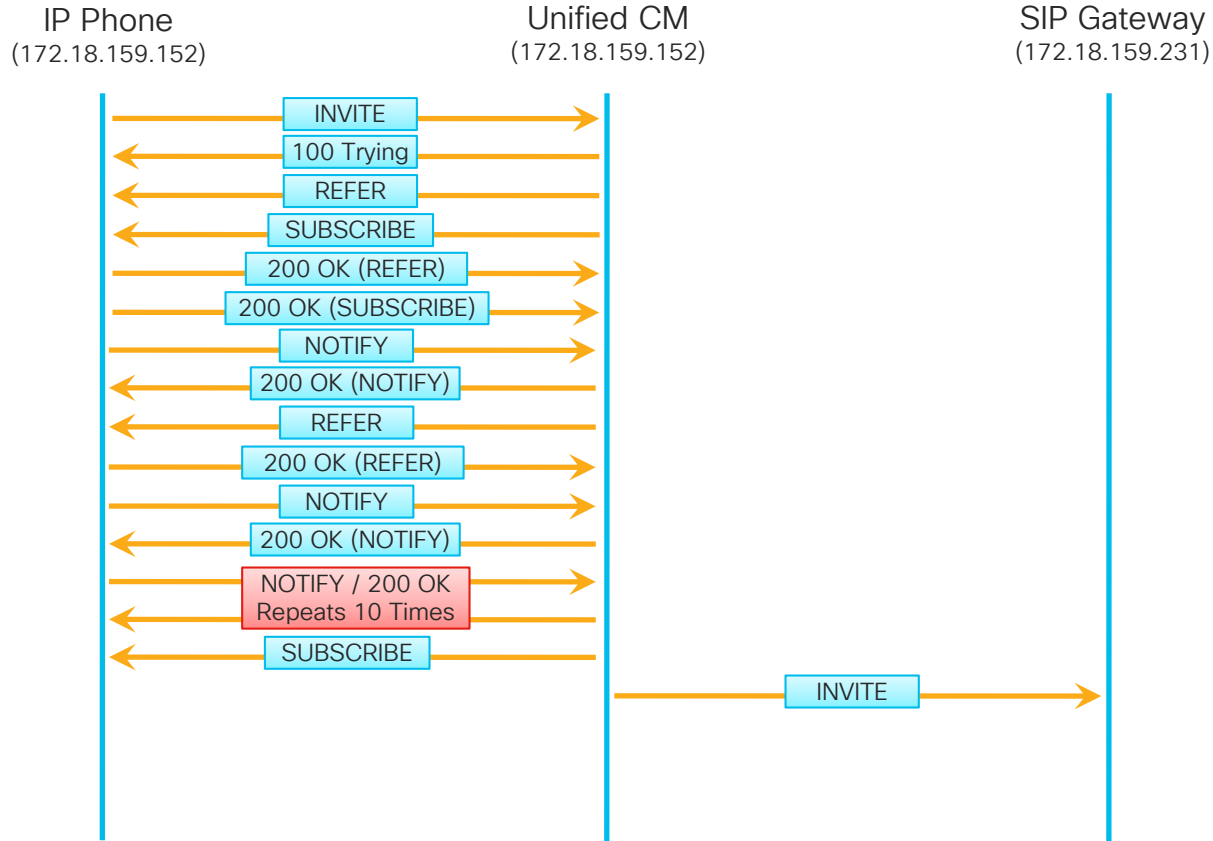 IP Phone
(172.18.159.152)
Unified CM
(172.18.159.152)
SIP Gateway
(172.18.159.231)
INVITE
100 Trying
REFER
SUBSCRIBE
200 OK (REFER)
200 OK (SUBSCRIBE)
NOTIFY
200 OK (NOTIFY)
REFER
200 OK (REFER)
NOTIFY
200 OK (NOTIFY)
NOTIFY / 200 OK
Repeats 10 Times
SUBSCRIBE
INVITE